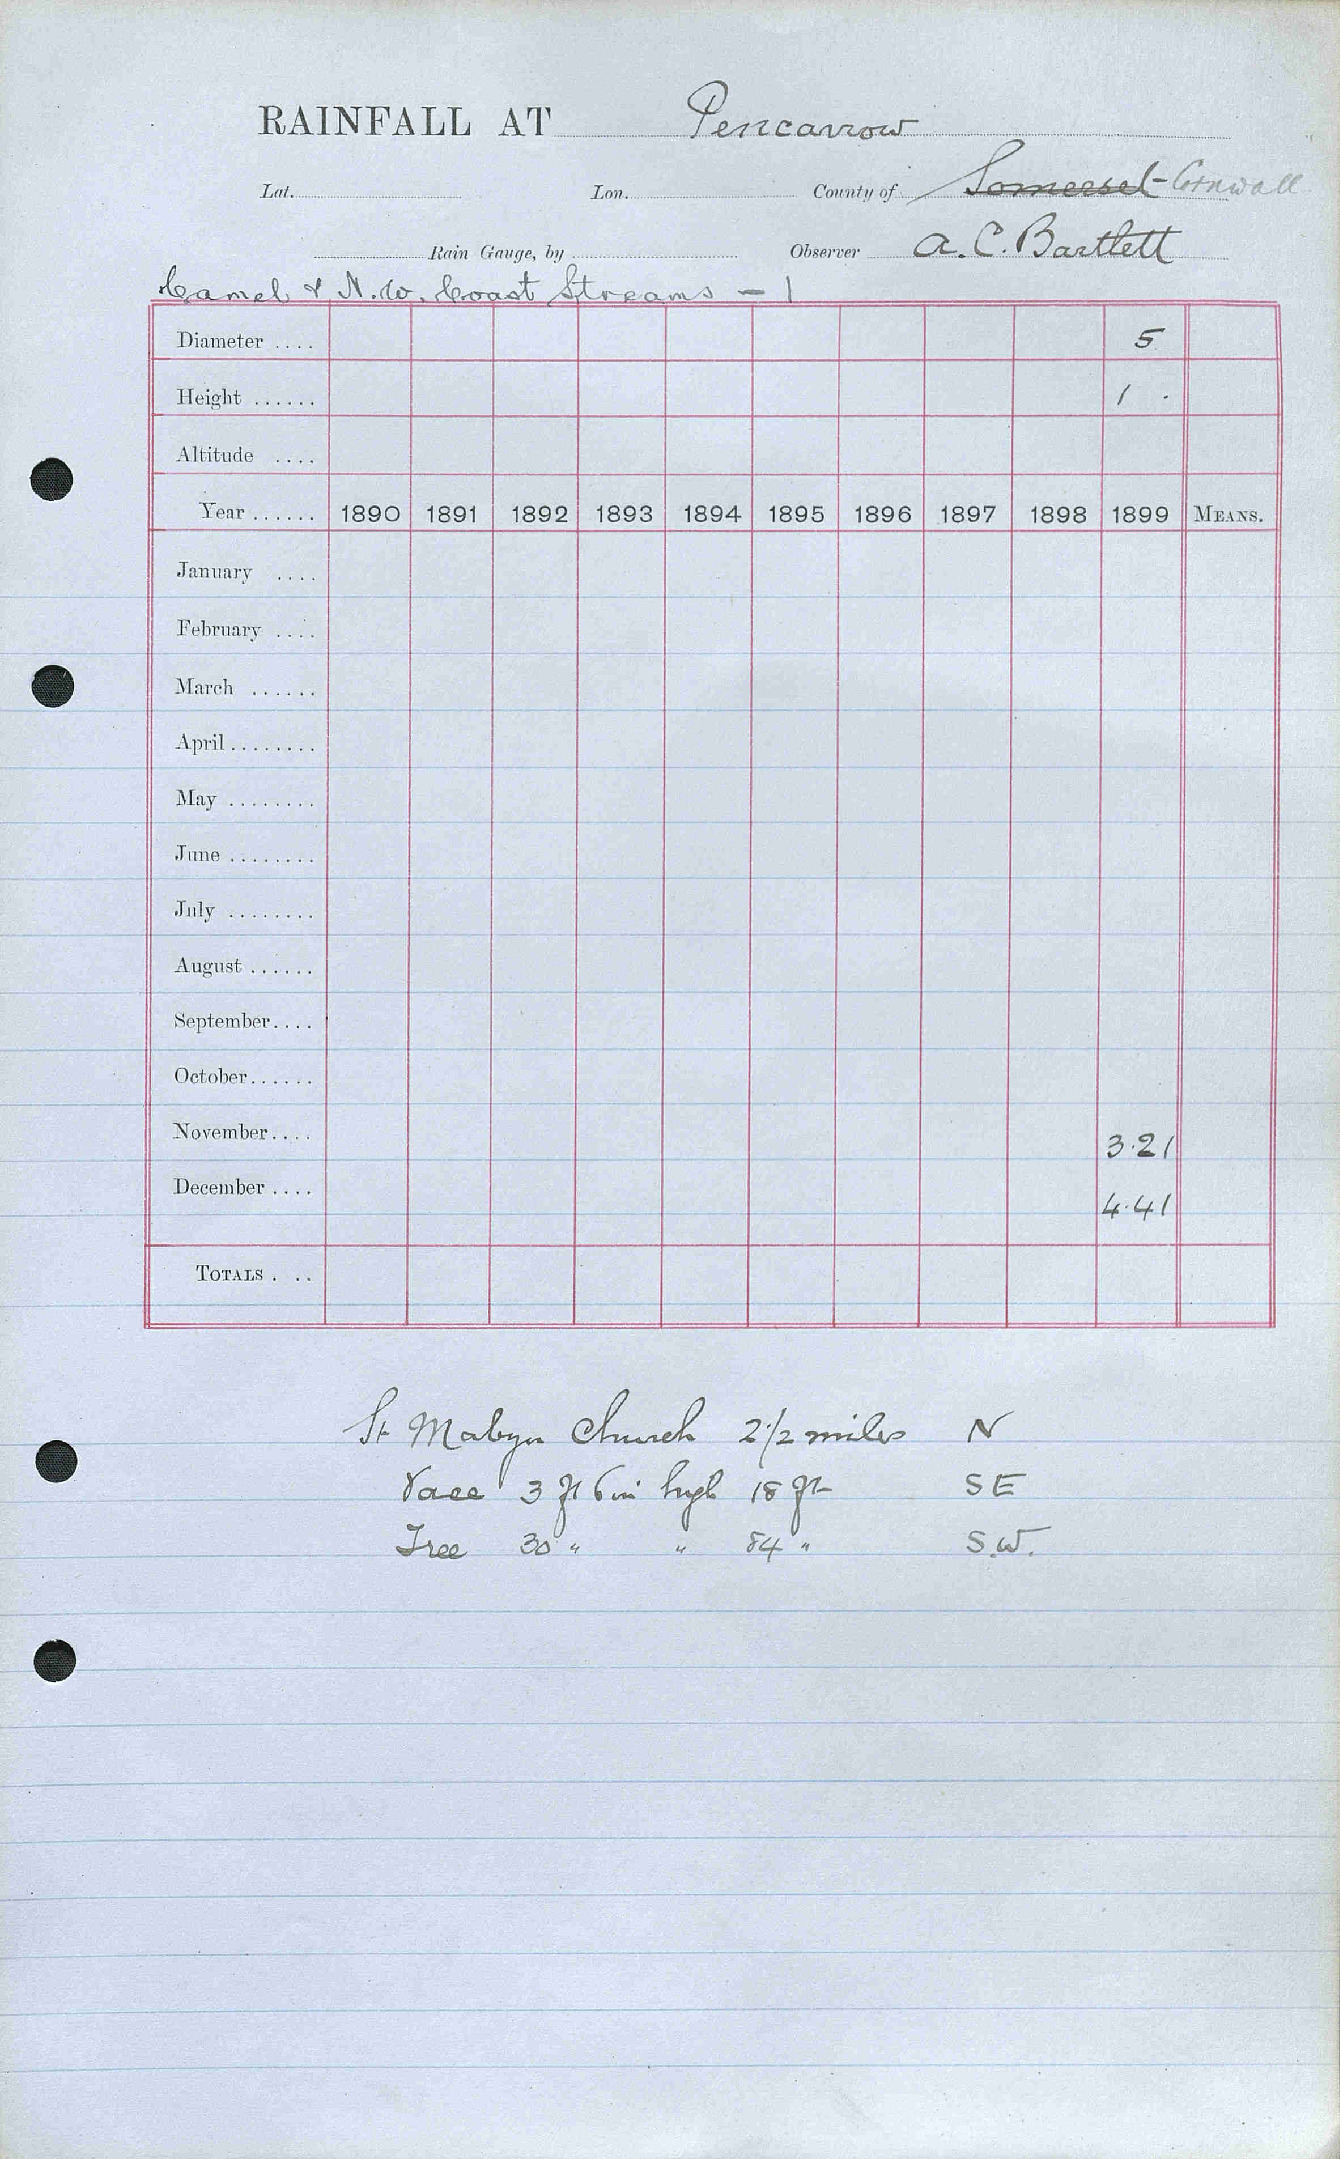 RAINFALL AT Pencarrow
Lat. Lon. County of Somerset - Cornwall
Rain Gauge, by Observer A. C. Bartlett
Camel & N.W. Coast Streams - 1
Diameter .... 5
Height ...... 1 .
Altitude ....
Year ...... 1890 1891 1892 1893 1894 1895 1896 1897 1898 1899 MEANS.
January ....
February ....
March ......
April ........
May ........
June ........
July ........
August ......
September....
October......
November.... 3.21
December .... 4.41
TOTALS . ..
St Mabyn Church 2 1/2 miles N
3 ft 6 in high 18 ft SE
Tree 30 " " 84 " S.W.